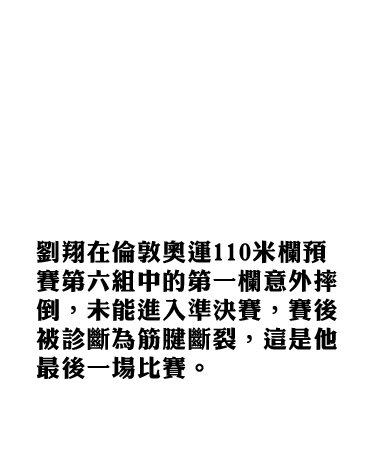 劉翔在倫敦奧運110米欄預
賽第六組中的第一欄意外摔
倒，未能進入準決賽，賽後
被診斷為筋腱斷裂，這是他
最後一場比賽。